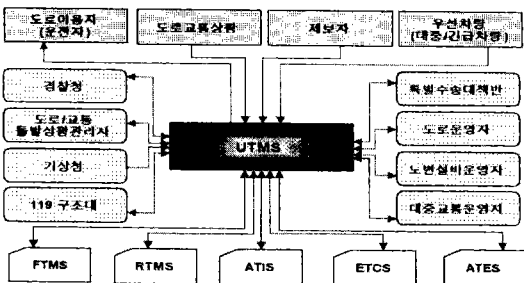 도로이용자
(운전자)
도로교통상황
제보자
우선차량
(대중/긴급차량)
경찰청
도로/교통
돌발상황관리자
기상청
119 구조대
UTMS
특별수송대책반
도로운영자
노변설비운영자
대중교통운영자
FTMS
RTMS
ATIS
ETCS
ATES